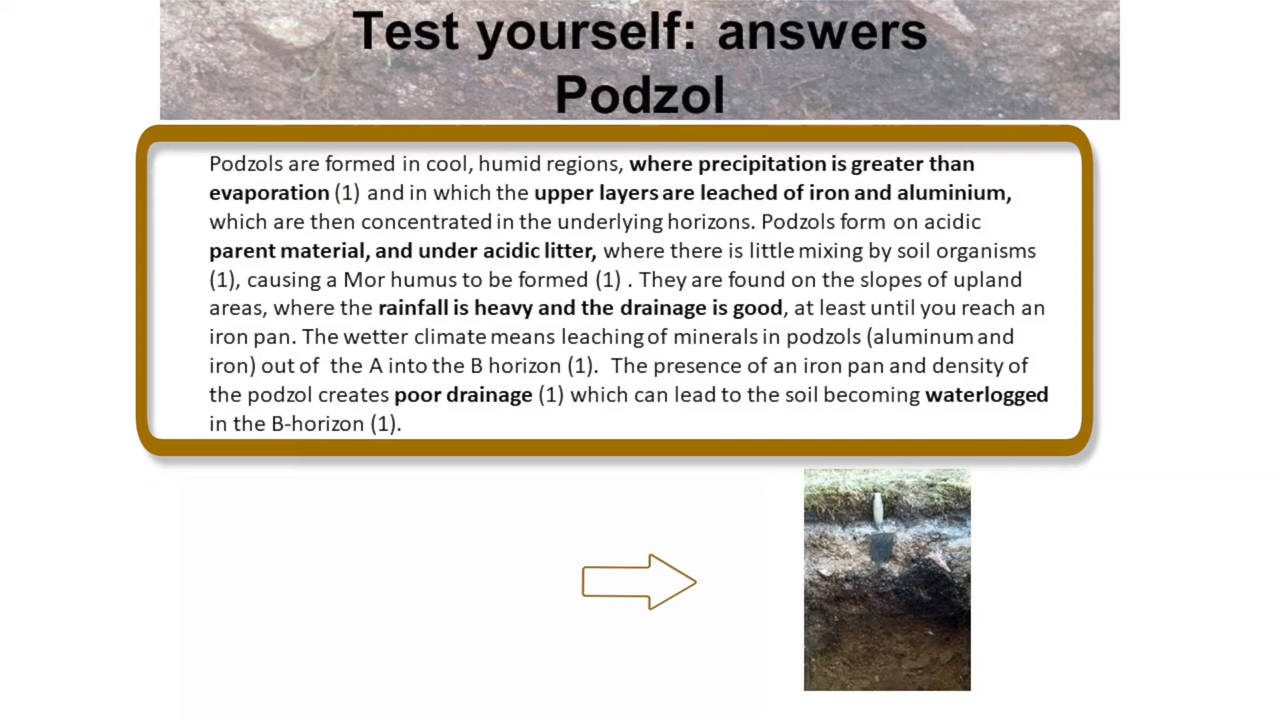 Test yourself: answers
Podzol
Podzols are formed in cool, humid regions, where precipitation is greater than
evaporation (1) and in which the upper layers are leached of iron and aluminium,
which are then concentrated in the underlying horizons. Podzols form on acidic
parent material, and under acidic litter, where there is little mixing by soil organisms
(1), causing a Mor humus to be formed (1) . They are found on the slopes of upland
areas, where the rainfall is heavy and the drainage is good, at least until you reach an
iron pan. The wetter climate means leaching of minerals in podzols (aluminum and
iron) out of  the A into the B horizon (1).  The presence of an iron pan and density of
the podzol creates poor drainage (1) which can lead to the soil becoming waterlogged
in the B-horizon (1).